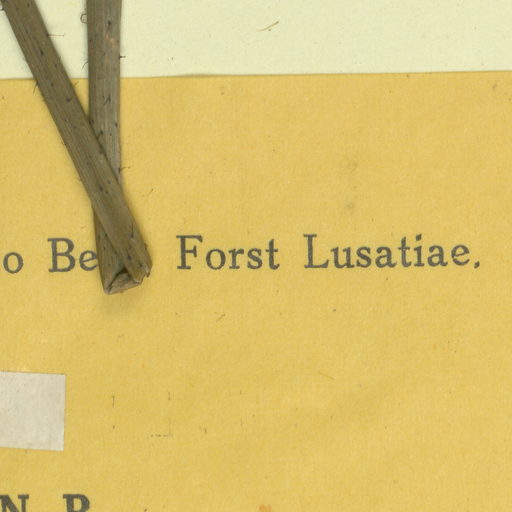 o Be Forst Lusatiae.
N. B.